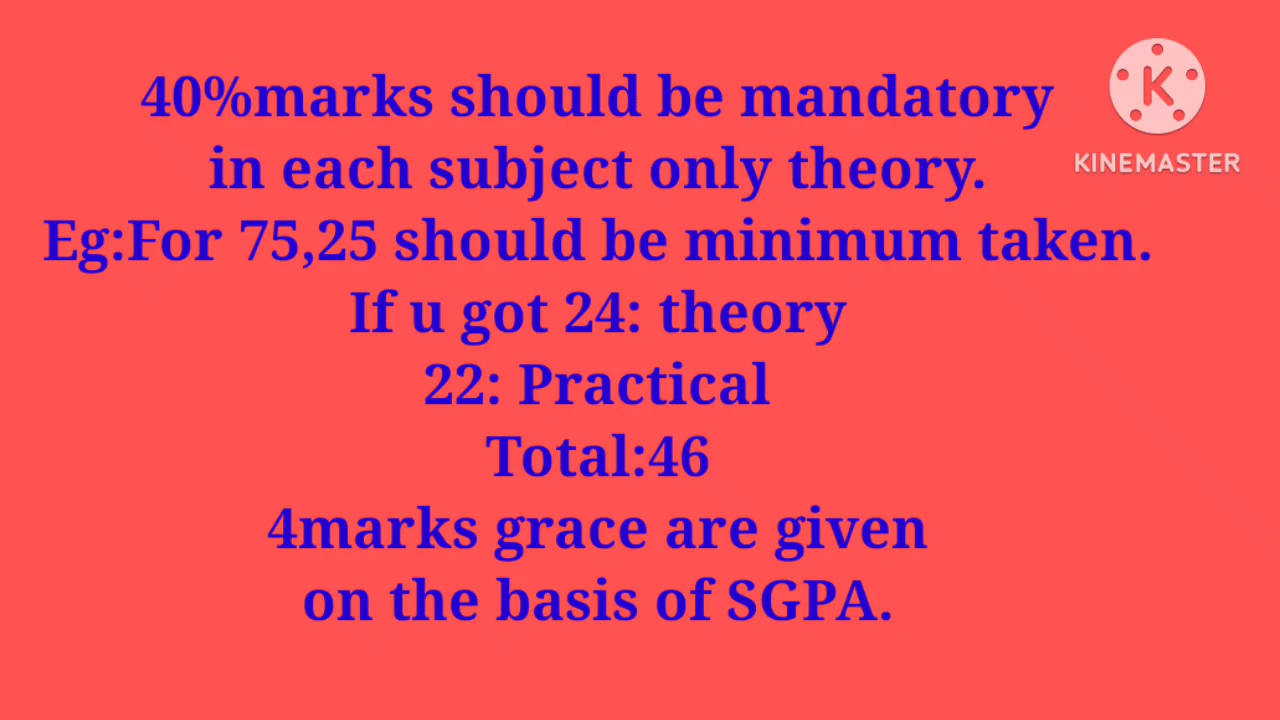 40%marks should be mandatory
in each subject only theory.
Eg:For 75,25 should be minimum taken.
If u got 24: theory
22: Practical
Total:46
4marks grace are given
on the basis of SGPA.
K
KINEMASTER